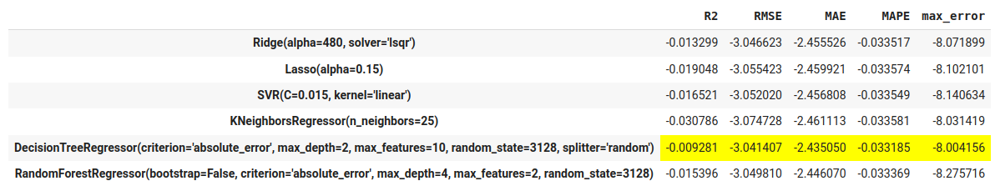 R2 RMSE MAE MAPE max_error
Ridge(alpha=480, solver='lsqr') -0.013299 -3.046623 -2.455526 -0.033517 -8.071899
Lasso(alpha=0.15) -0.019048 -3.055423 -2.459921 -0.033574 -8.102101
SVR(C=0.015, kernel='linear') -0.016521 -3.052020 -2.456808 -0.033549 -8.140634
KNeighborsRegressor(n_neighbors=25) -0.030786 -3.074728 -2.461113 -0.033581 -8.031419
DecisionTreeRegressor(criterion='absolute_error', max_depth=2, max_features=10, random_state=3128, splitter='random') -0.009281 -3.041407 -2.435050 -0.033185 -8.004156
RandomForestRegressor(bootstrap=False, criterion='absolute_error', max_depth=4, max_features=2, random_state=3128) -0.015396 -3.049810 -2.446070 -0.033369 -8.275716